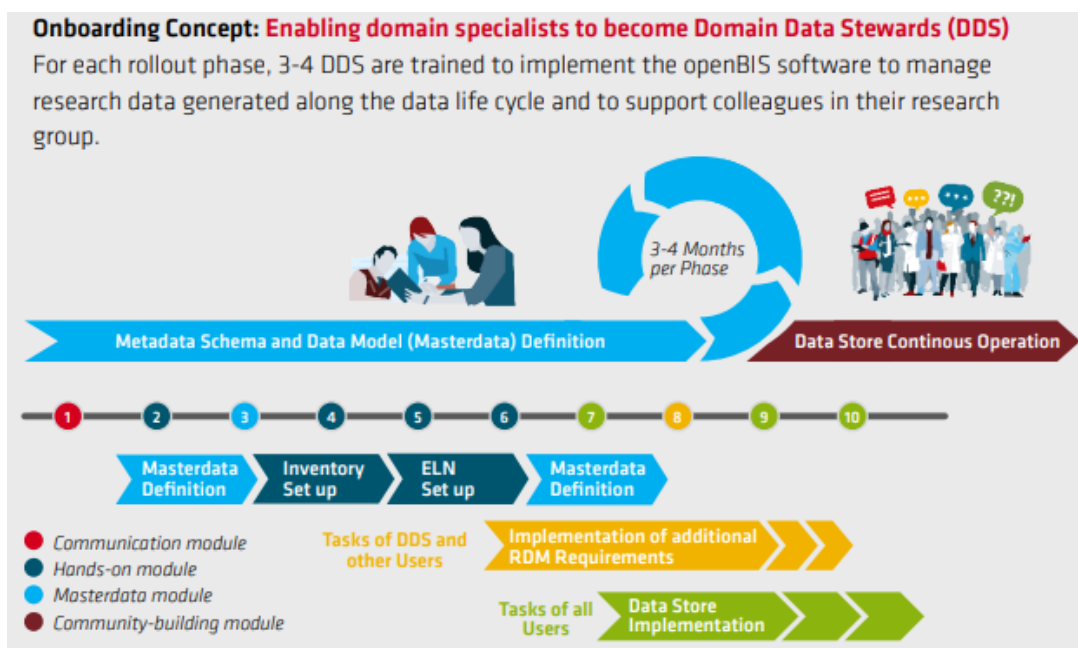 Onboarding Concept: Enabling domain specialists to become Domain Data Stewards (DDS)
For each rollout phase, 3-4 DDS are trained to implement the openBIS software to manage
research data generated along the data life cycle and to support colleagues in their research
group.
??!
3-4 Months
per Phase
Metadata Schema and Data Model (Masterdata) Definition
Data Store Continous Operation
1 2 3 4 5 6 7 8 9 10
Masterdata
Definition
Inventory
Set up
ELN
Set up
Masterdata
Definition
Communication module
Hands-on module
Masterdata module
Community-building module
Tasks of DDS and
other Users
Implementation of additional
RDM Requirements
Tasks of all
Users
Data Store
Implementation